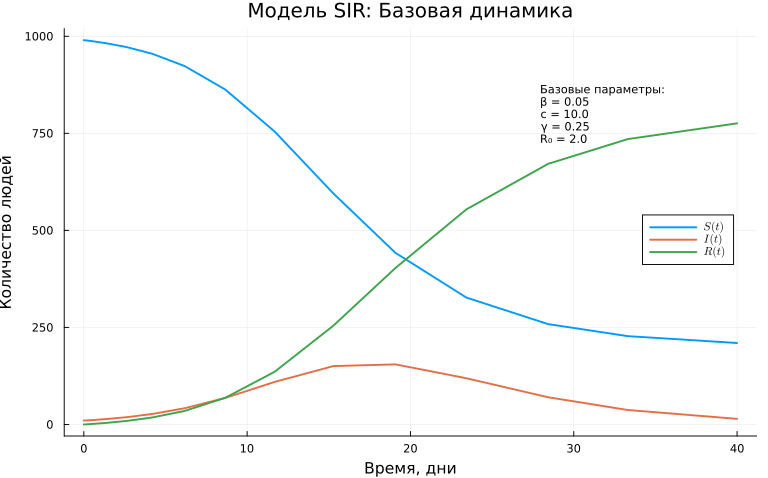 Модель SIR: Базовая динамика
Количество людей
1000
750
500
250
0
Базовые параметры:
β = 0.05
c = 10.0
γ = 0.25
R₀ = 2.0
S(t)
I(t)
R(t)
0 10 20 30 40
Время, дни